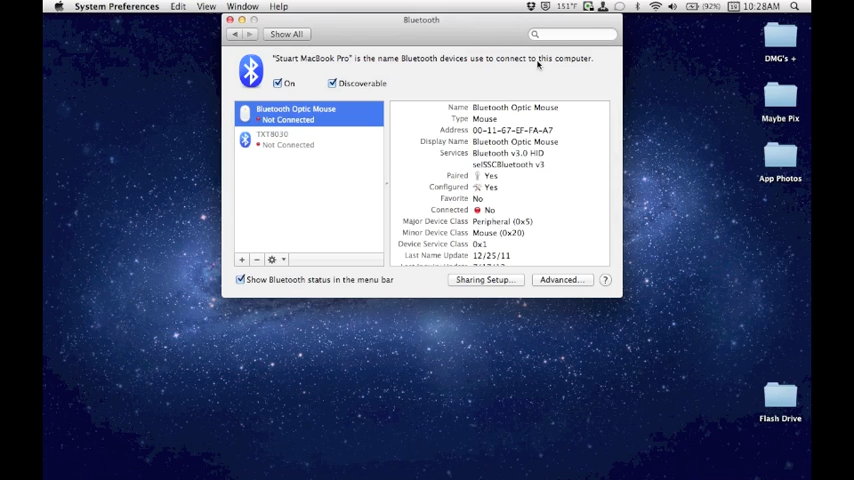 System Preferences Edit View Window Help 151°F (92%) 10:28AM
Bluetooth
Show All
"Stuart MacBook Pro" is the name Bluetooth devices use to connect to this computer.
On Discoverable
Bluetooth Optic Mouse
Not Connected
TXT8030
Not Connected
Name Bluetooth Optic Mouse
Type Mouse
Address 00-11-67-EF-FA-A7
Display Name Bluetooth Optic Mouse
Services Bluetooth v3.0 HID
selSSCBluetooth v3
Paired Yes
Configured Yes
Favorite No
Connected No
Major Device Class Peripheral (0x5)
Minor Device Class Mouse (0x20)
Device Service Class 0x1
Last Name Update 12/25/11
Show Bluetooth status in the menu bar
Sharing Setup... Advanced... ?
DMG's +
Maybe Pix
App Photos
Flash Drive